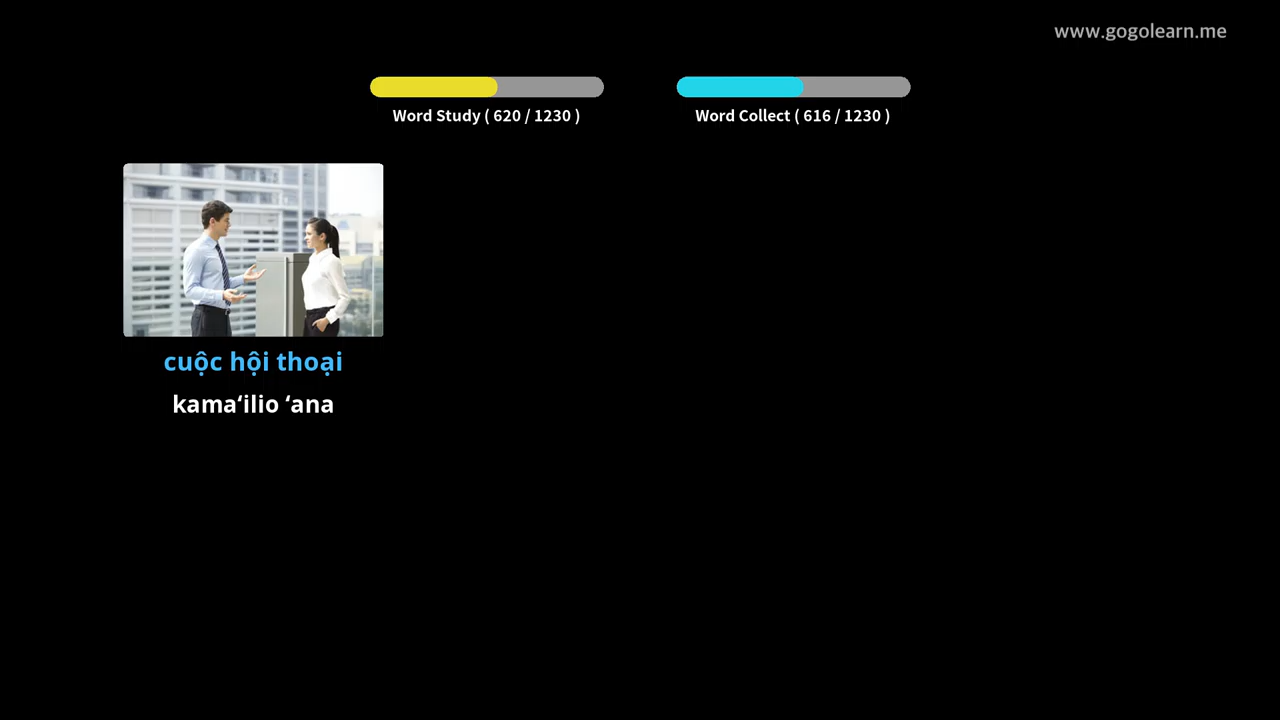 www.gogolearn.me
Word Study ( 620 / 1230 )
Word Collect ( 616 / 1230 )
cuộc hội thoại
kamaʻilio ʻana